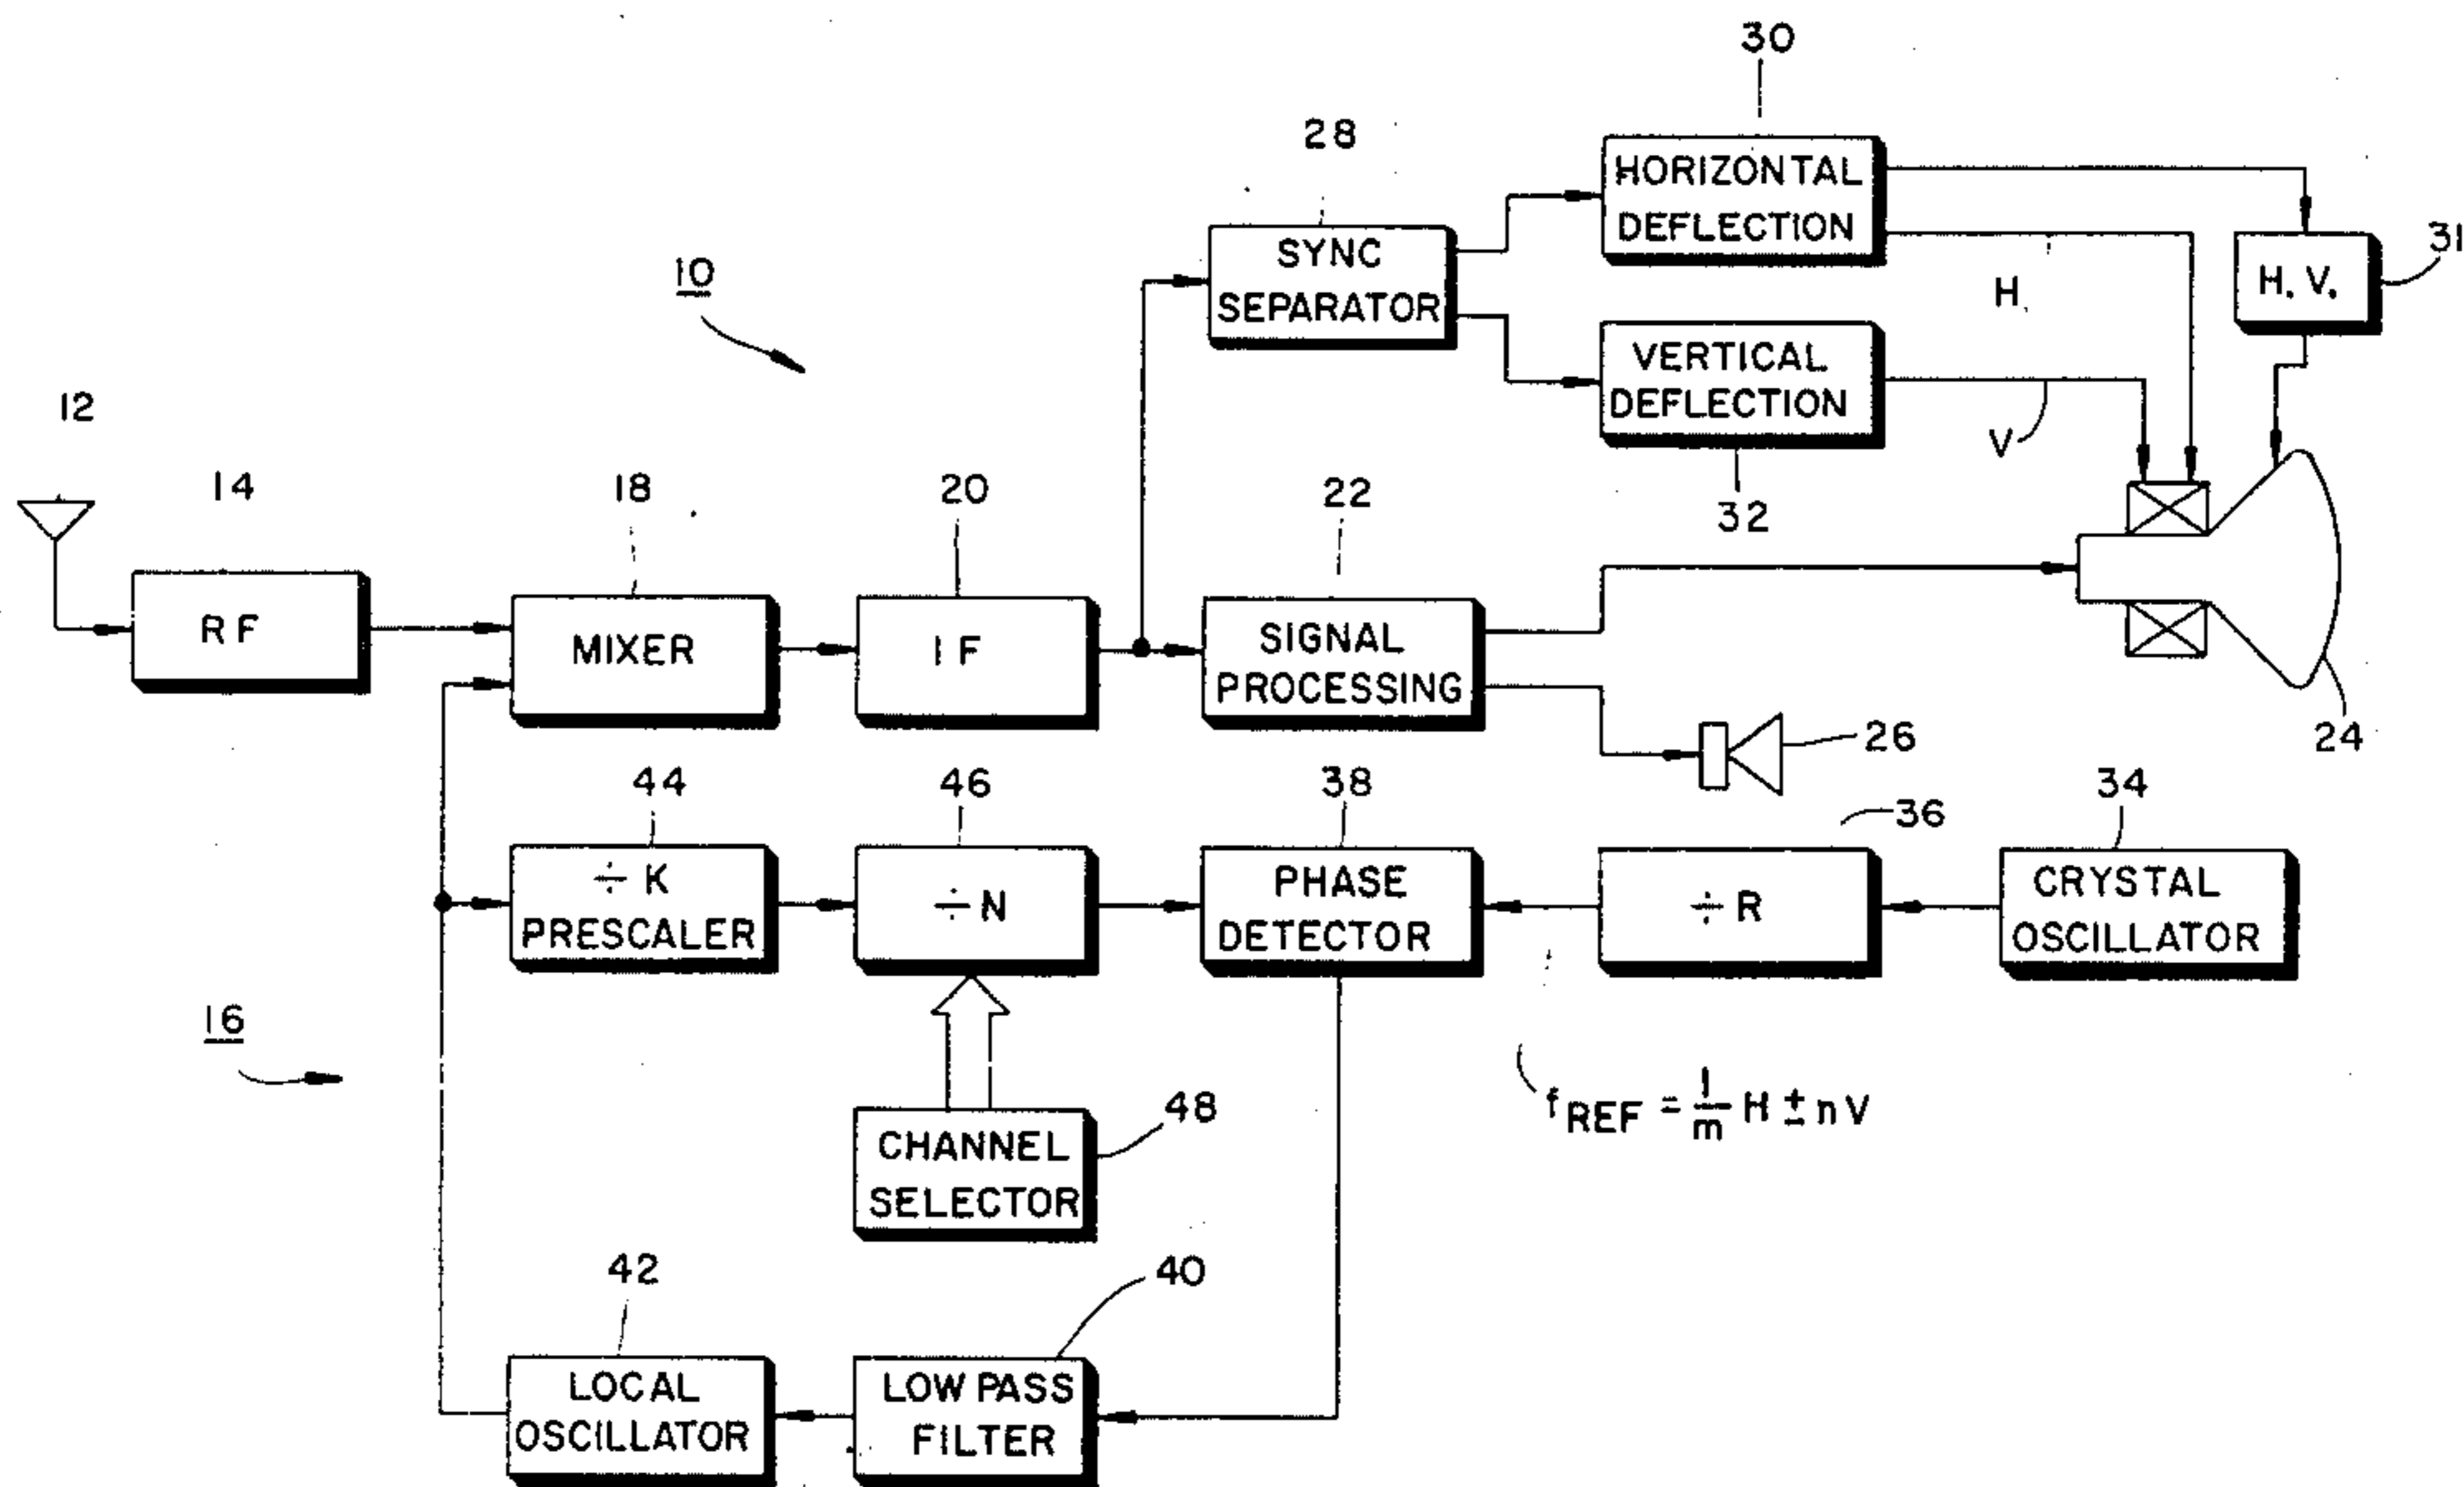 30
28
HORIZONTAL
DEFLECTION
31
SYNC
SEPARATOR
10
H
H. V.
VERTICAL
DEFLECTION
12
V
14
18
20
22
32
RF
MIXER
IF
SIGNAL
PROCESSING
26
24
44
46
38
36
34
÷ K
PRESCALER
÷ N
PHASE
DETECTOR
÷ R
CRYSTAL
OSCILLATOR
16
48
fREF = 1/m H ± nV
CHANNEL
SELECTOR
42
40
LOCAL
OSCILLATOR
LOW PASS
FILTER